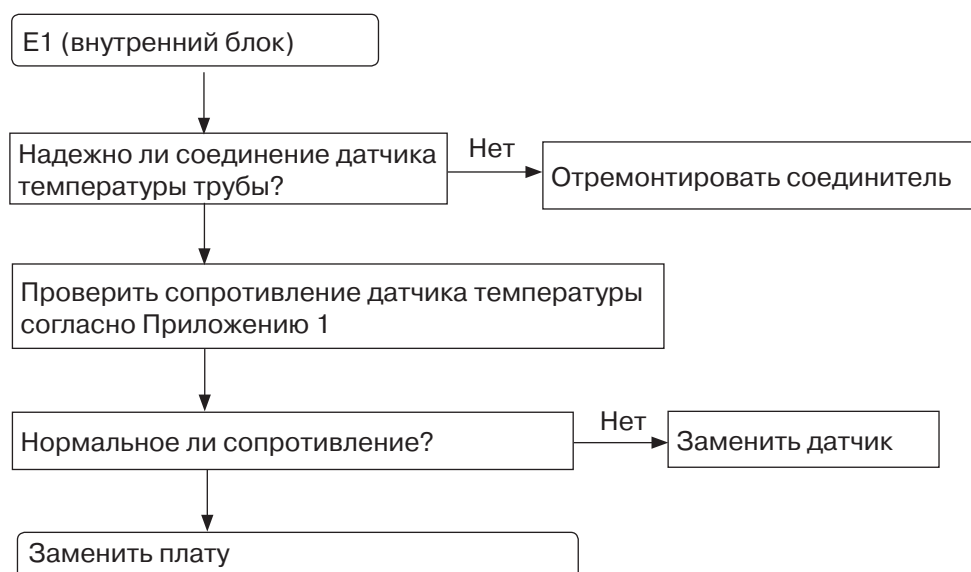 E1 (внутренний блок)
Надежно ли соединение датчика
температуры трубы?
Нет
Отремонтировать соединитель
Проверить сопротивление датчика температуры
согласно Приложению 1
Нормальное ли сопротивление?
Нет
Заменить датчик
Заменить плату